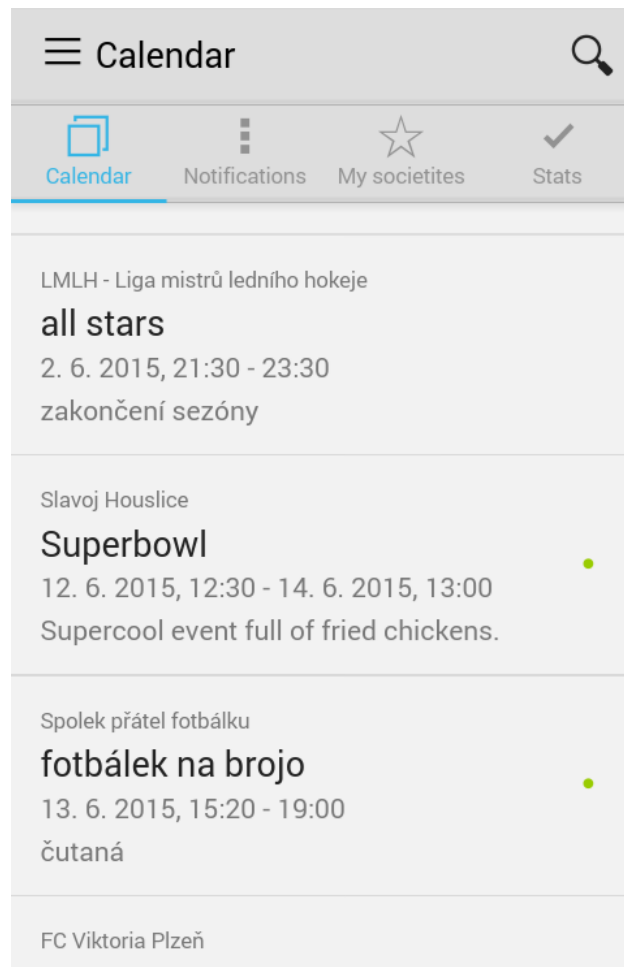 Calendar
Calendar
Notifications
My societites
Stats
LMLH - Liga mistrů ledního hokeje
all stars
2. 6. 2015, 21:30 - 23:30
zakončení sezóny
Slavoj Houslice
Superbowl
12. 6. 2015, 12:30 - 14. 6. 2015, 13:00
Supercool event full of fried chickens.
Spolek přátel fotbálku
fotbálek na brojo
13. 6. 2015, 15:20 - 19:00
čutaná
FC Viktoria Plzeň